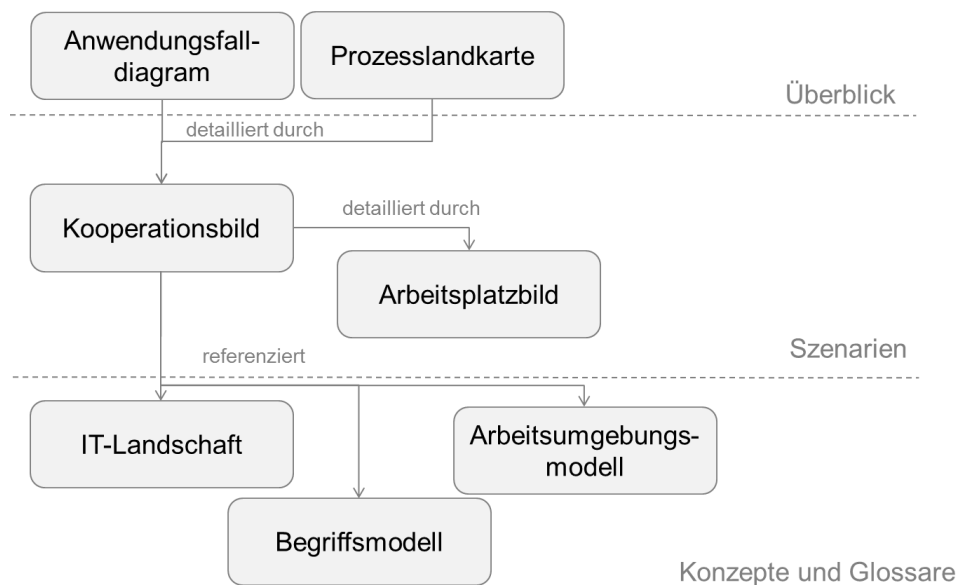 Anwendungsfall-
diagram
Prozesslandkarte
Überblick
detailliert durch
Kooperationsbild
detailliert durch
Arbeitsplatzbild
Szenarien
referenziert
IT-Landschaft
Arbeitsumgebungs-
modell
Begriffsmodell
Konzepte und Glossare